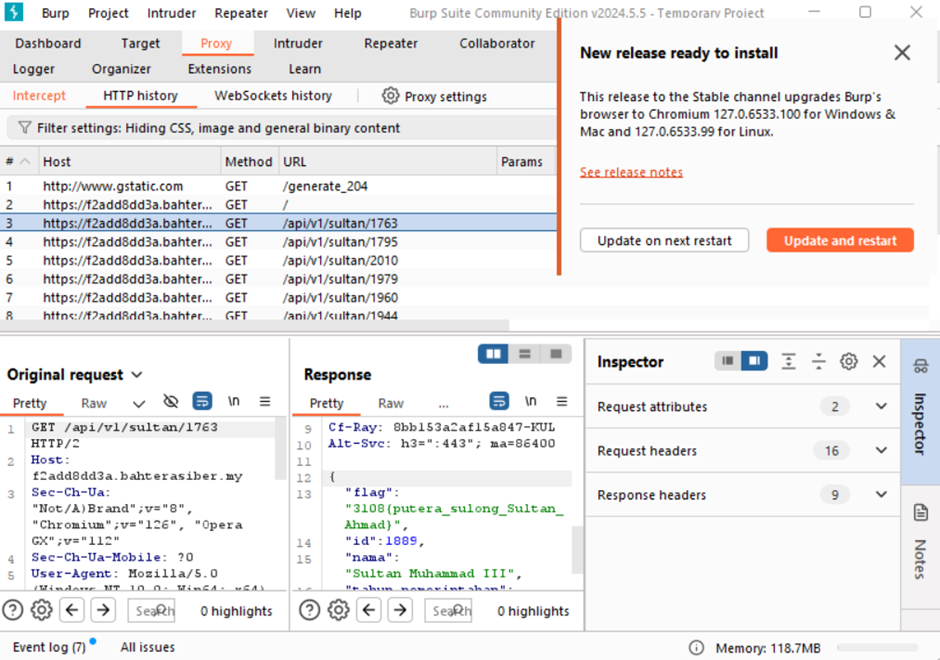 Burp Project Intruder Repeater View Help Burp Suite Community Edition v2024.5.5 - Temporary Project
Dashboard Target Proxy Intruder Repeater Collaborator
Logger Organizer Extensions Learn
Intercept HTTP history WebSockets history Proxy settings
Filter settings: Hiding CSS, image and general binary content
# Host Method URL Params
1 http://www.gstatic.com GET /generate_204
2 https://f2add8dd3a.bahter... GET /
3 https://f2add8dd3a.bahter... GET /api/v1/sultan/1763
4 https://f2add8dd3a.bahter... GET /api/v1/sultan/1795
5 https://f2add8dd3a.bahter... GET /api/v1/sultan/2010
6 https://f2add8dd3a.bahter... GET /api/v1/sultan/1979
7 https://f2add8dd3a.bahter... GET /api/v1/sultan/1960
8 https://f2add8dd3a.bahter... GET /api/v1/sultan/1944
New release ready to install
This release to the Stable channel upgrades Burp's
browser to Chromium 127.0.6533.100 for Windows &
Mac and 127.0.6533.99 for Linux.
See release notes
Update on next restart Update and restart
Original request
Pretty Raw \n
1 GET /api/v1/sultan/1763
HTTP/2
2 Host:
f2add8dd3a.bahterasiber.my
3 Sec-Ch-Ua:
"Not/A)Brand";v="8",
"Chromium";v="126", "Opera
GX";v="112"
4 Sec-Ch-Ua-Mobile: ?0
5 User-Agent: Mozilla/5.0
(Windows NT 10.0; Win64; x64)
Search 0 highlights
Response
Pretty Raw ... \n
9 Cf-Ray: 8bb153a2af15a847-KUL
10 Alt-Svc: h3=":443"; ma=86400
11
12 {
13 "flag":
"3108{putera_sulong_Sultan_
Ahmad}",
14 "id":1889,
15 "nama":
"Sultan Muhammad III",
16 "tahun_pemerintahan":
Search 0 highlights
Inspector
Request attributes 2
Request headers 16
Response headers 9
Inspector
Notes
Event log (7) All issues Memory: 118.7MB